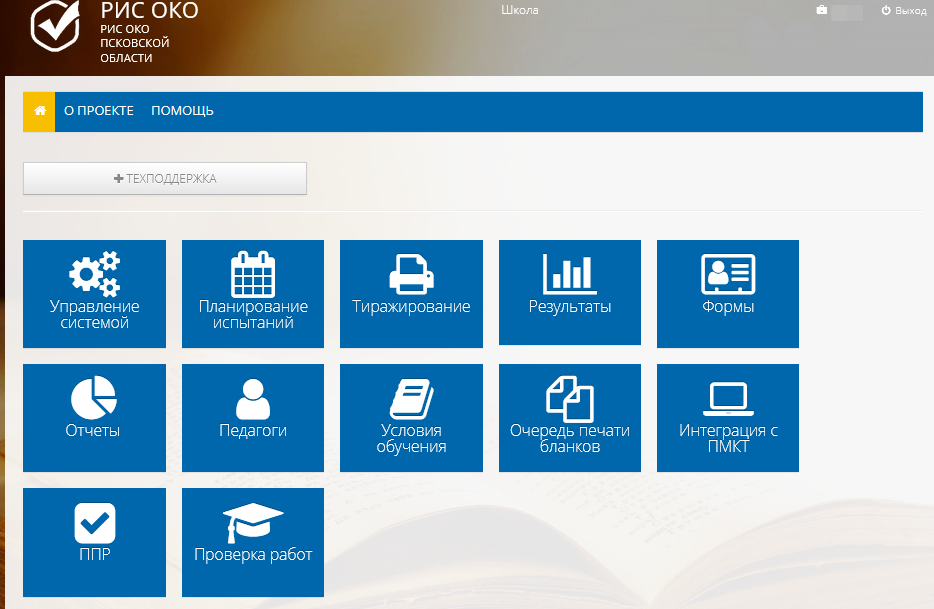 РИС ОКО
РИС ОКО
ПСКОВСКОЙ
ОБЛАСТИ
Школа
Выход
О ПРОЕКТЕ
ПОМОЩЬ
ТЕХПОДДЕРЖКА
Управление
системой
Планирование
испытаний
Тиражирование
Результаты
Формы
Отчеты
Педагоги
Условия
обучения
Очередь печати
бланков
Интеграция с
ПМКТ
ППР
Проверка работ